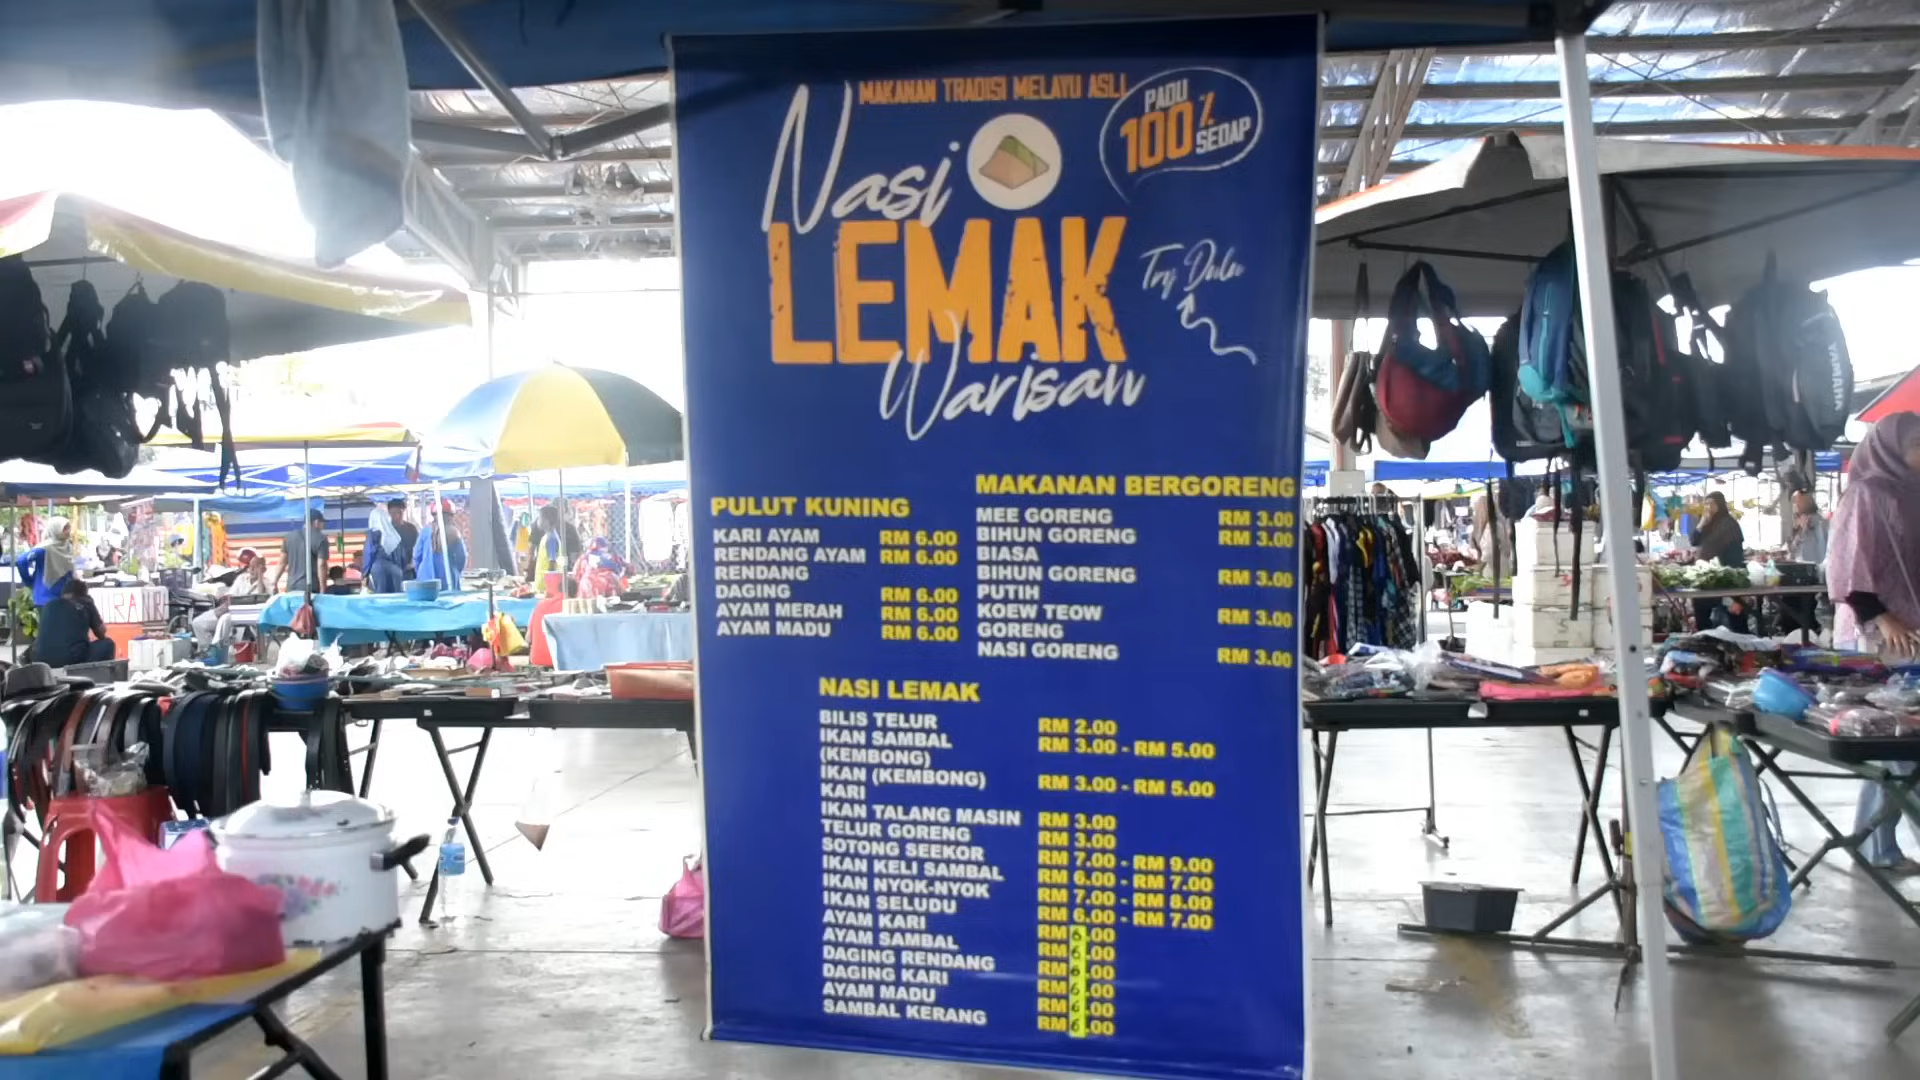 MAKANAN TRADISI MELAYU ASLI
PADU
100%
SEDAP
Nasi
LEMAK
Warisan
Try Dulu
PULUT KUNING
KARI AYAM RM 6.00
RENDANG AYAM RM 6.00
RENDANG
DAGING RM 6.00
AYAM MERAH RM 6.00
AYAM MADU RM 6.00
MAKANAN BERGORENG
MEE GORENG RM 3.00
BIHUN GORENG RM 3.00
BIASA
BIHUN GORENG RM 3.00
PUTIH
KOEW TEOW RM 3.00
GORENG
NASI GORENG RM 3.00
NASI LEMAK
BILIS TELUR RM 2.00
IKAN SAMBAL RM 3.00 - RM 5.00
(KEMBONG)
IKAN (KEMBONG) RM 3.00 - RM 5.00
KARI
IKAN TALANG MASIN RM 3.00
TELUR GORENG RM 3.00
SOTONG SEEKOR RM 7.00 - RM 9.00
IKAN KELI SAMBAL RM 6.00 - RM 7.00
IKAN NYOK-NYOK RM 7.00 - RM 8.00
IKAN SELUDU RM 6.00 - RM 7.00
AYAM KARI RM 6.00
AYAM SAMBAL RM 6.00
DAGING RENDANG RM 6.00
DAGING KARI RM 6.00
AYAM MADU RM 6.00
SAMBAL KERANG RM 6.00
YAMAHA